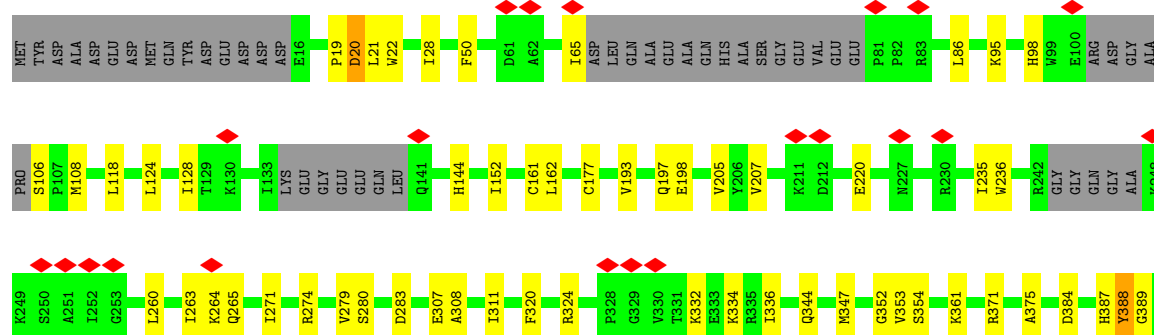 MET TYR ASP ALA ASP GLU ASP MET GLN TYR ASP GLU ASP ASP ASP E16 P19 D20 L21 W22 I28 F50 D61 A62 I65 ASP LEU GLN ALA GLU ALA GLN HIS ALA SER GLY GLU VAL GLU GLU P81 P82 R83 L86 K95 H98 W99 E100 ARG ASP GLY ALA
PRO S106 P107 M108 L118 L124 I128 T129 K130 I133 LYS GLU GLY GLU GLU GLN LEU Q141 H144 I152 C161 L162 C177 V193 Q197 E198 V205 Y206 V207 K211 D212 E220 N227 R230 I235 W236 R242 GLY GLY GLN GLY ALA K248
K249 S250 A251 I252 G253 L260 I263 K264 Q265 I271 R274 V279 S280 D283 E307 A308 I311 F320 R324 P328 G329 V330 T331 K332 E333 K334 R335 I336 Q344 M347 G352 V353 S354 K361 R371 A375 D384 H387 Y388 G389